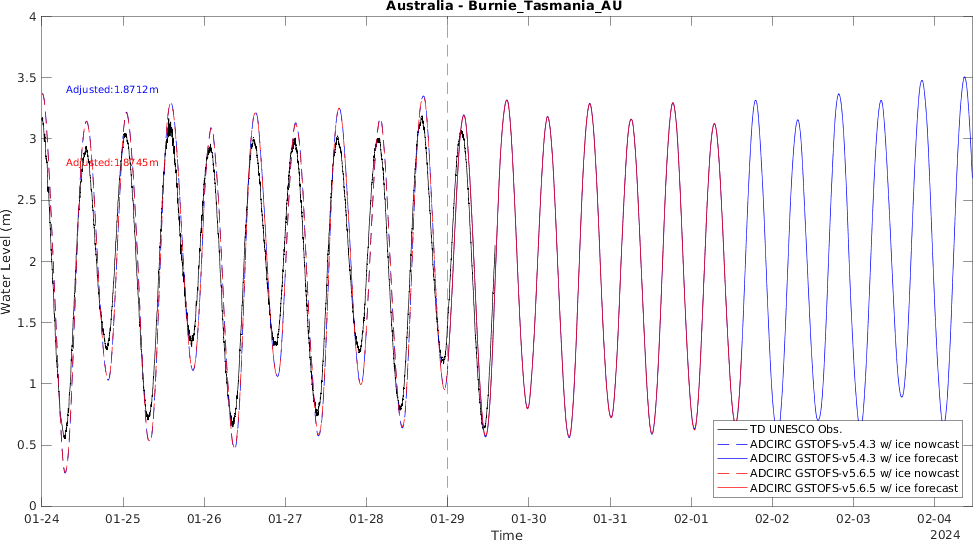 Australia - Burnie_Tasmania_AU
4
3.5
3
2.5
2
1.5
1
0.5
0
Water Level (m)
Adjusted:1.8712m
Adjusted:1.8745m
TD UNESCO Obs.
ADCIRC GSTOFS-v5.4.3 w/ ice nowcast
ADCIRC GSTOFS-v5.4.3 w/ ice forecast
ADCIRC GSTOFS-v5.6.5 w/ ice nowcast
ADCIRC GSTOFS-v5.6.5 w/ ice forecast
01-24 01-25 01-26 01-27 01-28 01-29 01-30 01-31 02-01 02-02 02-03 02-04
Time
2024